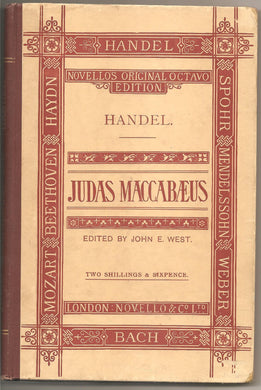 HANDEL
NOVELLO'S ORIGINAL OCTAVO
EDITION.
HANDEL.
JUDAS MACCABÆUS
EDITED BY JOHN E. WEST.
TWO SHILLINGS & SIXPENCE.
LONDON: NOVELLO & Co. LTD
BACH
MOZART BEETHOVEN HAYDN
SPOHR MENDELSSOHN WEBER